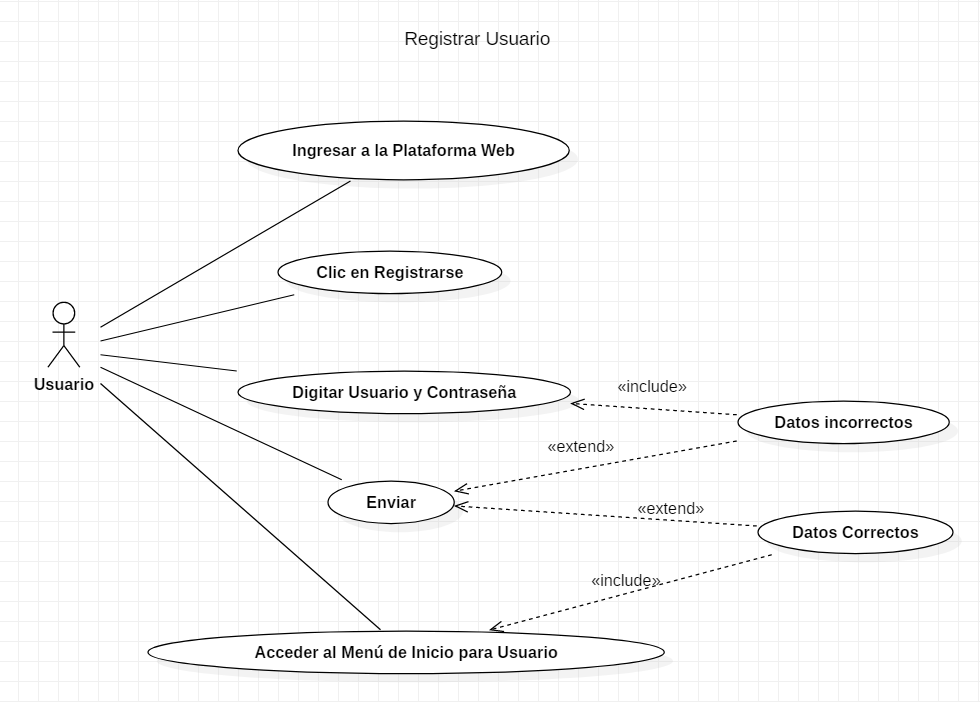 Registrar Usuario
Ingresar a la Plataforma Web
Clic en Registrarse
Usuario
Digitar Usuario y Contraseña
«include»
Datos incorrectos
«extend»
Enviar
«extend»
Datos Correctos
«include»
Acceder al Menú de Inicio para Usuario